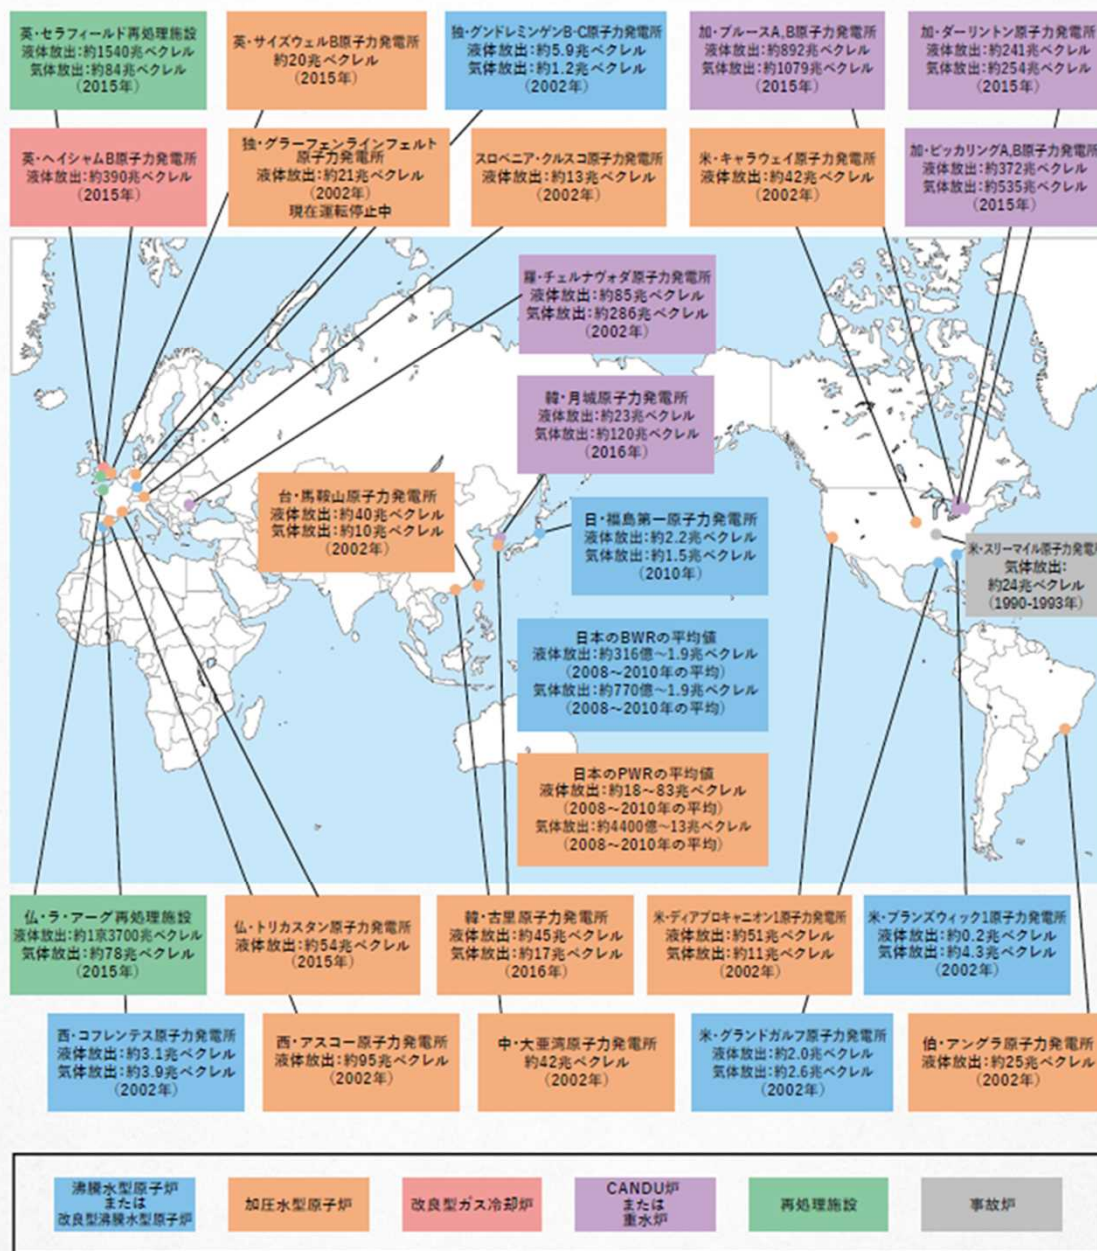 英・セラフィールド再処理施設
液体放出：約1540兆ベクレル
気体放出：約84兆ベクレル
（2015年）
英・サイズウェルB原子力発電所
約20兆ベクレル
（2015年）
独・グンドレミンゲンB・C原子力発電所
液体放出：約5.9兆ベクレル
気体放出：約1.2兆ベクレル
（2002年）
加・ブルースA,B原子力発電所
液体放出：約892兆ベクレル
気体放出：約1079兆ベクレル
（2015年）
加・ダーリントン原子力発電所
液体放出：約241兆ベクレル
気体放出：約254兆ベクレル
（2015年）
英・ヘイシャムB原子力発電所
液体放出：約390兆ベクレル
（2015年）
独・グラーフェンラインフェルト
原子力発電所
液体放出：約21兆ベクレル
（2002年）
現在運転停止中
スロベニア・クルスコ原子力発電所
液体放出：約13兆ベクレル
（2002年）
米・キャラウェイ原子力発電所
液体放出：約42兆ベクレル
（2002年）
加・ピッカリングA,B原子力発電所
液体放出：約372兆ベクレル
気体放出：約535兆ベクレル
（2015年）
羅・チェルナヴォダ原子力発電所
液体放出：約85兆ベクレル
気体放出：約286兆ベクレル
（2002年）
韓・月城原子力発電所
液体放出：約23兆ベクレル
気体放出：約120兆ベクレル
（2016年）
台・馬鞍山原子力発電所
液体放出：約40兆ベクレル
気体放出：約10兆ベクレル
（2002年）
日・福島第一原子力発電所
液体放出：約2.2兆ベクレル
気体放出：約1.5兆ベクレル
（2010年）
米・スリーマイル原子力発電
気体放出：
約24兆ベクレル
（1990-1993年）
日本のBWRの平均値
液体放出：約316億～1.9兆ベクレル
（2008～2010年の平均）
気体放出：約770億～1.9兆ベクレル
（2008～2010年の平均）
日本のPWRの平均値
液体放出：約18～83兆ベクレル
（2008～2010年の平均）
気体放出：約4400億～13兆ベクレル
（2008～2010年の平均）
仏・ラ・アーグ再処理施設
液体放出：約1京3700兆ベクレル
気体放出：約78兆ベクレル
（2015年）
仏・トリカスタン原子力発電所
液体放出：約54兆ベクレル
（2015年）
韓・古里原子力発電所
液体放出：約45兆ベクレル
気体放出：約17兆ベクレル
（2016年）
米・ディアブロキャニオン1原子力発電所
液体放出：約51兆ベクレル
気体放出：約11兆ベクレル
（2002年）
米・ブランズウィック1原子力発電所
液体放出：約0.2兆ベクレル
気体放出：約4.3兆ベクレル
（2002年）
西・コフレンテス原子力発電所
液体放出：約3.1兆ベクレル
気体放出：約3.9兆ベクレル
（2002年）
西・アスコー原子力発電所
液体放出：約95兆ベクレル
（2002年）
中・大亜湾原子力発電所
約42兆ベクレル
（2002年）
米・グランドガルフ原子力発電所
液体放出：約2.0兆ベクレル
気体放出：約2.6兆ベクレル
（2002年）
伯・アングラ原子力発電所
液体放出：約25兆ベクレル
（2002年）
沸騰水型原子炉
または
改良型沸騰水型原子炉
加圧水型原子炉
改良型ガス冷却炉
CANDU炉
または
重水炉
再処理施設
事故炉